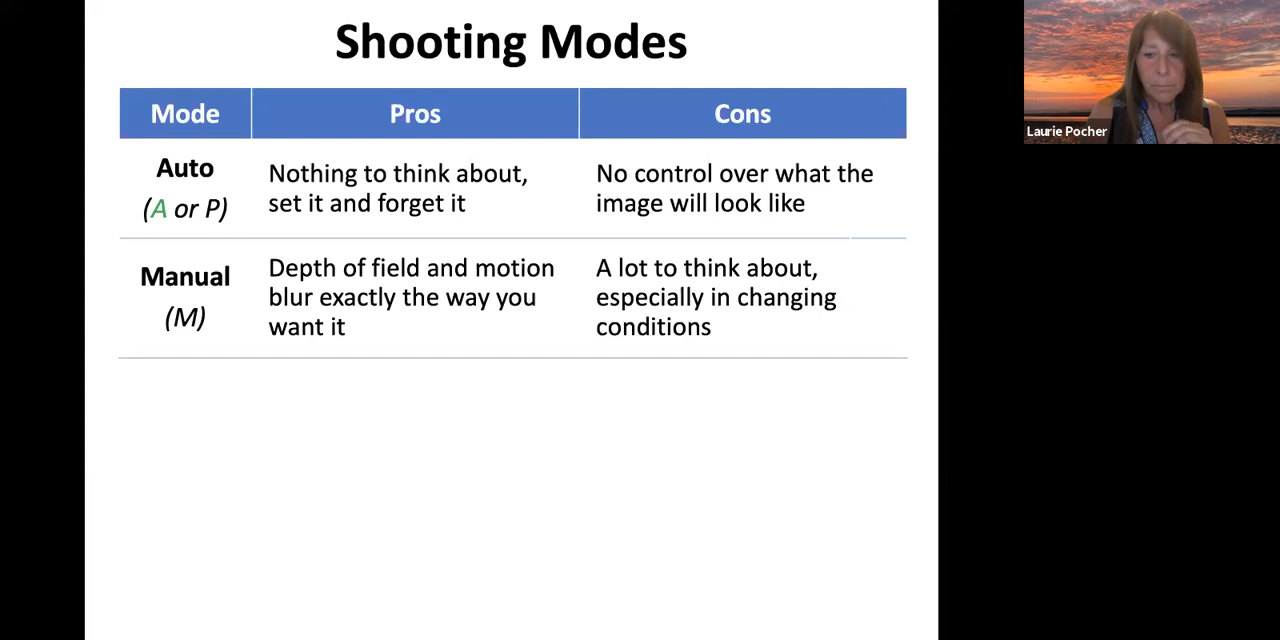 Shooting Modes
Mode Pros Cons
Auto
(A or P)
Nothing to think about,
set it and forget it
No control over what the
image will look like
Manual
(M)
Depth of field and motion
blur exactly the way you
want it
A lot to think about,
especially in changing
conditions
Laurie Pocher